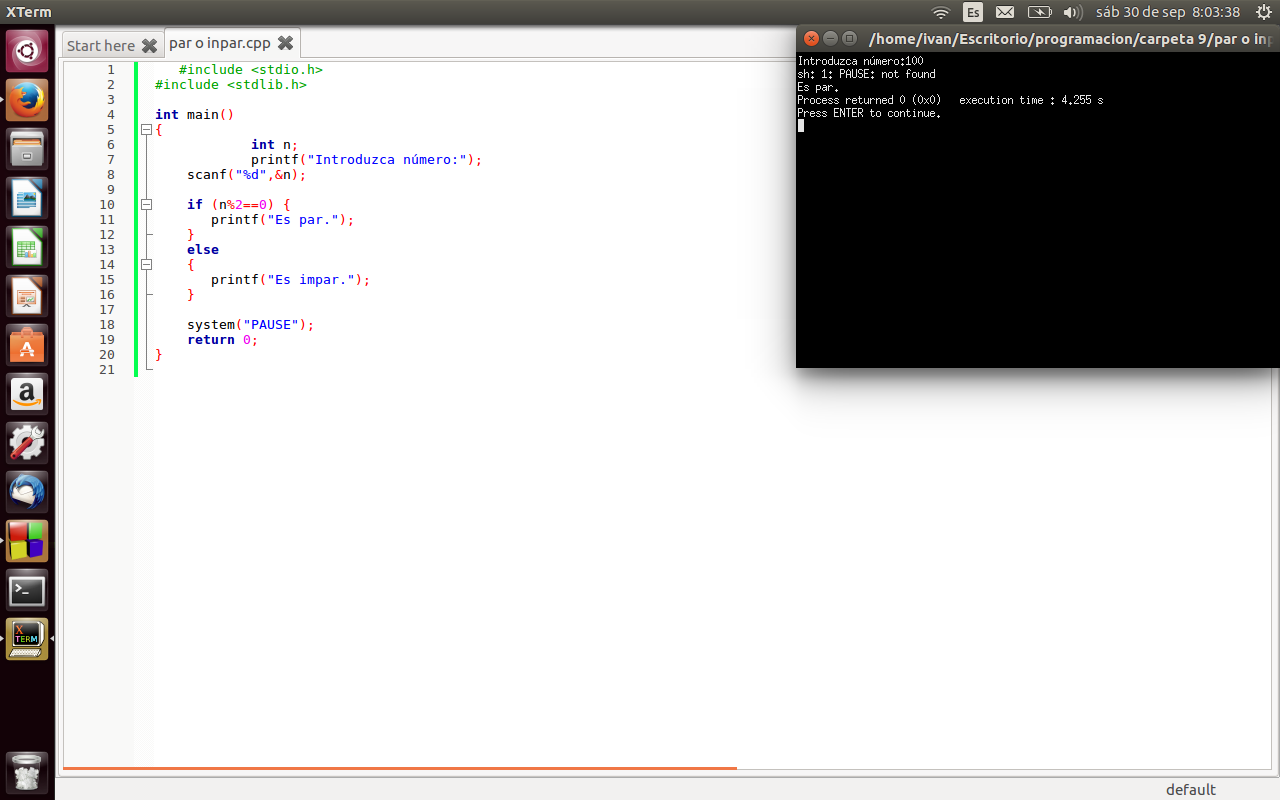 XTerm
Es
sáb 30 de sep 8:03:38
Start here
par o inpar.cpp
1 #include <stdio.h>
2 #include <stdlib.h>
3
4 int main()
5 {
6 int n;
7 printf("Introduzca número:");
8 scanf("%d",&n);
9
10 if (n%2==0) {
11 printf("Es par.");
12 }
13 else
14 {
15 printf("Es impar.");
16 }
17
18 system("PAUSE");
19 return 0;
20 }
21
/home/ivan/Escritorio/programacion/carpeta 9/par o inp
Introduzca número:100
sh: 1: PAUSE: not found
Es par.
Process returned 0 (0x0) execution time : 4.255 s
Press ENTER to continue.
a
X
TERM
default